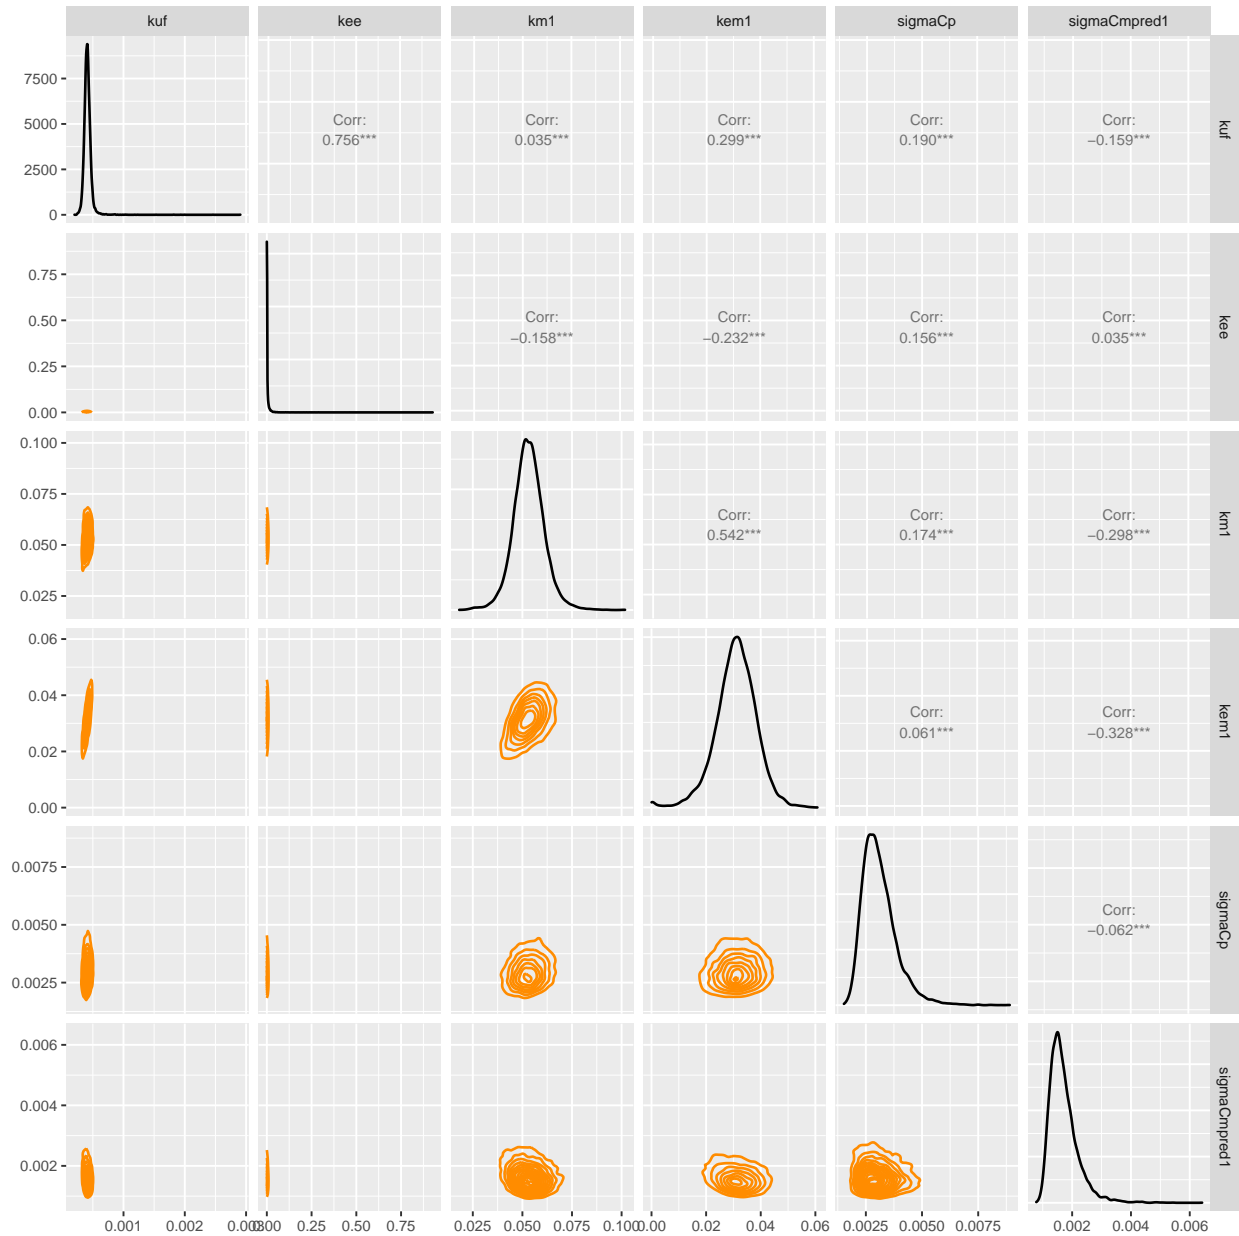 kuf kee km1 kem1 sigmaCp sigmaCmpred1
7500
5000
2500
0
Corr:
0.756***
Corr:
0.035***
Corr:
0.299***
Corr:
0.190***
Corr:
−0.159***
kuf
0.75
0.50
0.25
0.00
Corr:
−0.158***
Corr:
−0.232***
Corr:
0.156***
Corr:
0.035***
kee
0.100
0.075
0.050
0.025
Corr:
0.542***
Corr:
0.174***
Corr:
−0.298***
km1
0.06
0.04
0.02
0.00
Corr:
0.061***
Corr:
−0.328***
kem1
0.0075
0.0050
0.0025
Corr:
−0.062***
sigmaCp
0.006
0.004
0.002
sigmaCmpred1
0.001 0.002 0.003
0.00 0.25 0.50 0.75
0.025 0.050 0.075 0.100
0.00 0.02 0.04 0.06
0.0025 0.0050 0.0075
0.002 0.004 0.006